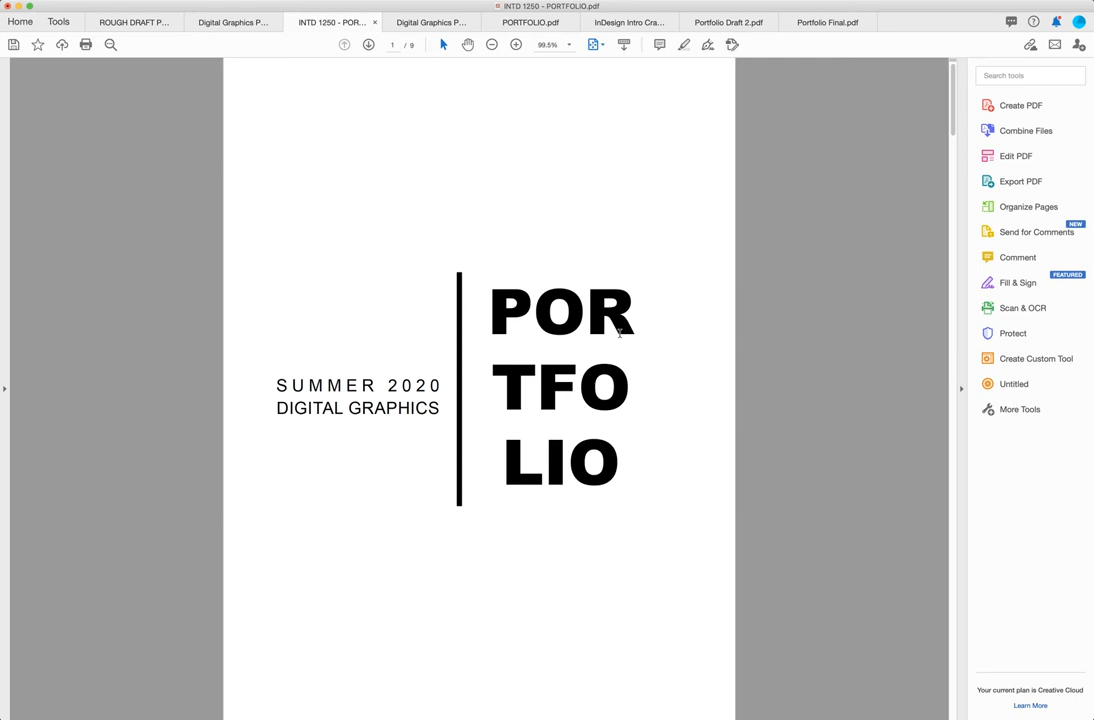 INTD 1250 - PORTFOLIO.pdf
Home
Tools
ROUGH DRAFT P...
Digital Graphics P...
INTD 1250 - POR...
×
Digital Graphics P...
PORTFOLIO.pdf
InDesign Intro Cra...
Portfolio Draft 2.pdf
Portfolio Final.pdf
1 / 9
99.5%
Search tools
Create PDF
Combine Files
Edit PDF
Export PDF
Organize Pages
NEW
Send for Comments
Comment
FEATURED
Fill & Sign
Scan & OCR
Protect
Create Custom Tool
Untitled
More Tools
SUMMER 2020
DIGITAL GRAPHICS
POR
TFO
LIO
Your current plan is Creative Cloud
Learn More